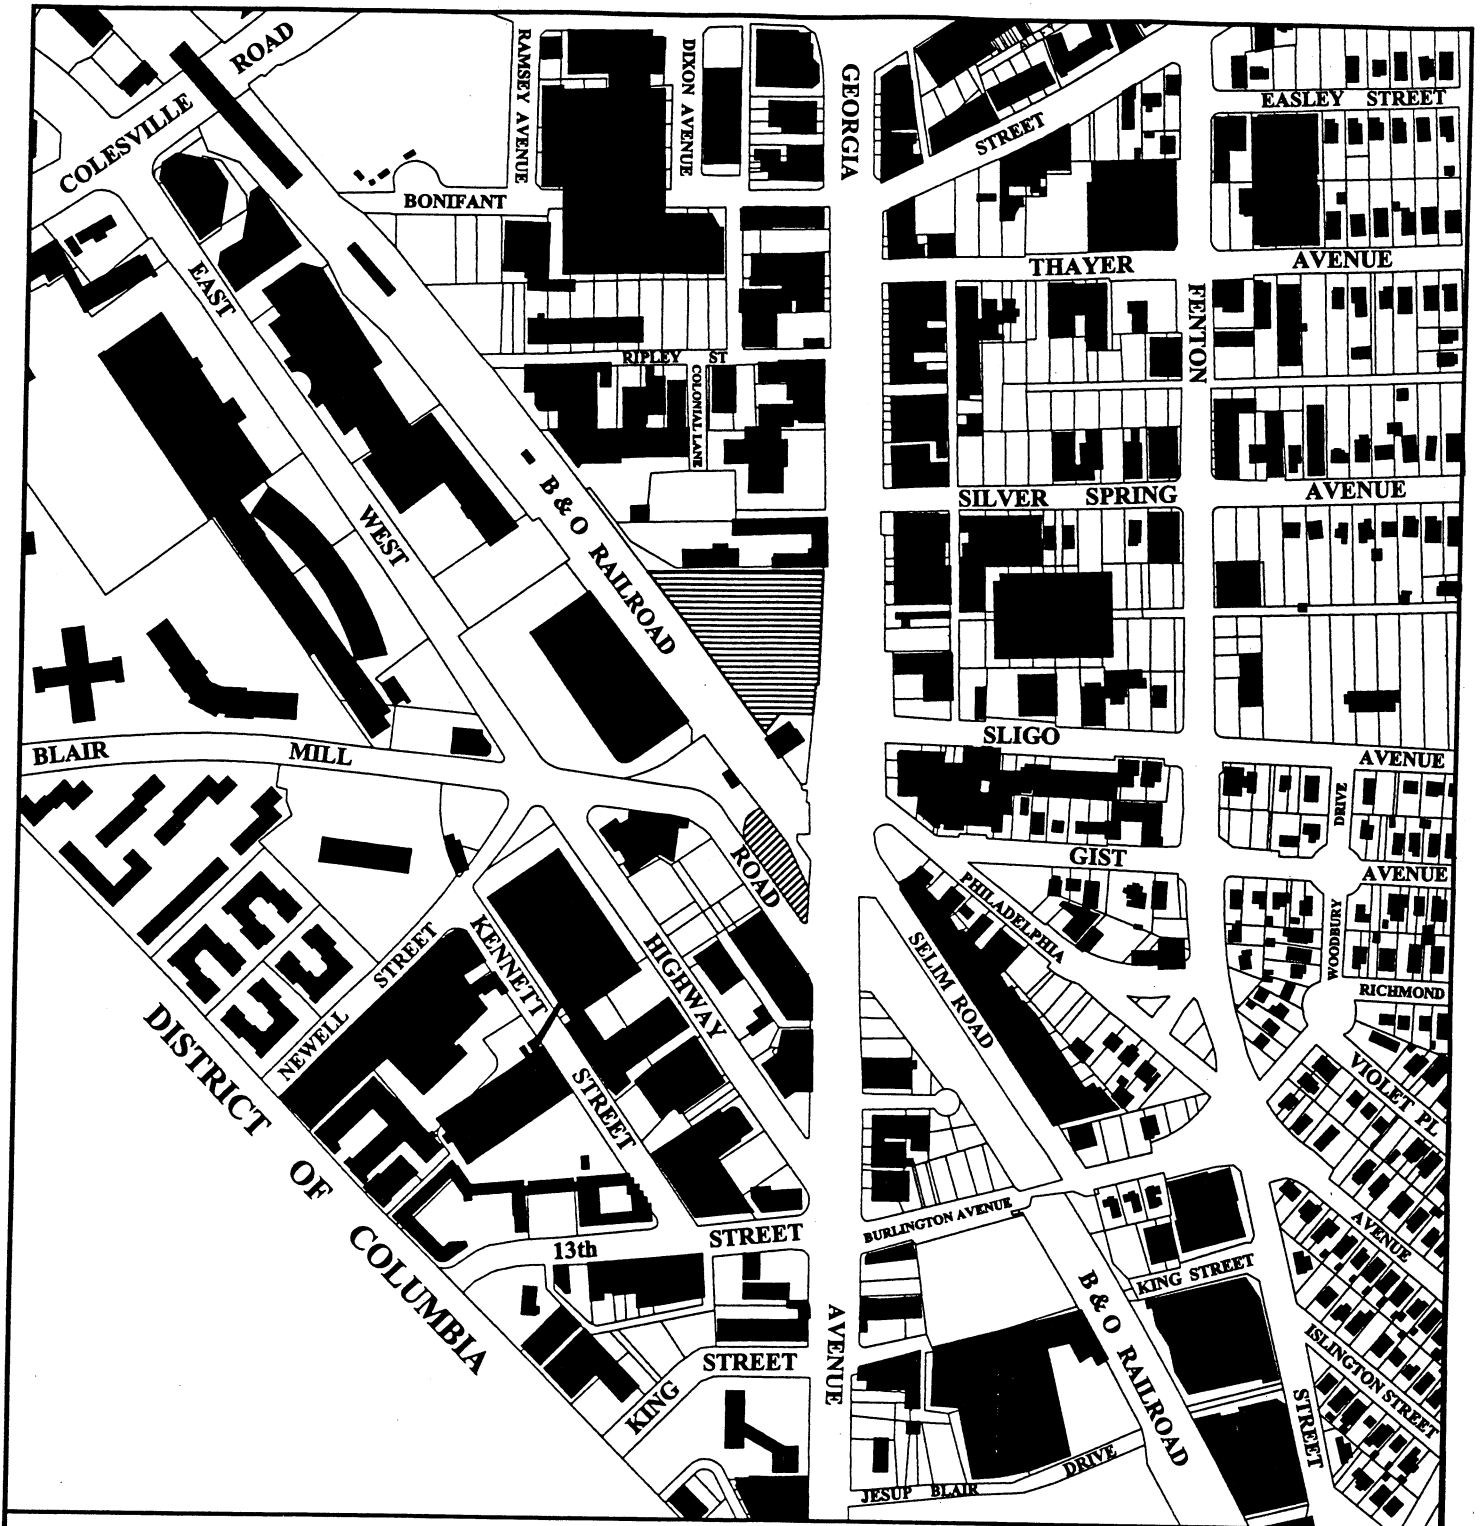 COLESVILLE ROAD
RAMSEY AVENUE
DIXON AVENUE
GEORGIA
STREET
EASLEY STREET
BONIFANT
EAST
THAYER
AVENUE
FENTON
RIPLEY ST
COLONIAL LANE
B & O RAILROAD
WEST
SILVER SPRING
AVENUE
BLAIR MILL
SLIGO
AVENUE
DRIVE
ROAD
GIST
AVENUE
PHILADELPHIA
WOODBURY
KENNETT
STREET
HIGHWAY
SELIM ROAD
RICHMOND
NEWELL
DISTRICT
OF
COLUMBIA
STREET
VIOLET PL
BURLINGTON AVENUE
AVENUE
13th
STREET
KING STREET
B & O RAILROAD
AVENUE
ISLINGTON STREET
STREET
KING
STREET
DRIVE
JESUP BLAIR